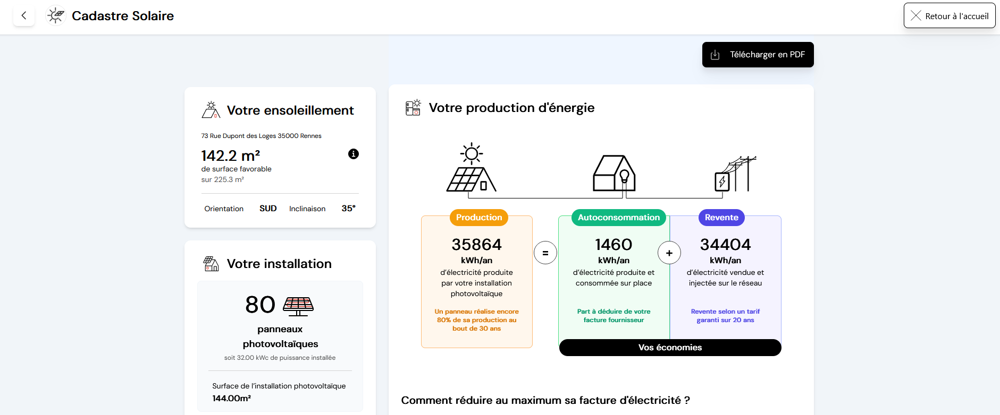 Cadastre Solaire
Retour à l'accueil
Télécharger en PDF
Votre ensoleillement
73 Rue Dupont des Loges 35000 Rennes
142.2 m²
de surface favorable
sur 225.3 m²
Orientation SUD Inclinaison 35°
Votre installation
80
panneaux
photovoltaïques
soit 32.00 kWc de puissance installée
Surface de l'installation photovoltaïque
144.00m²
Votre production d'énergie
Production
35864
kWh/an
d'électricité produite
par votre installation
photovoltaïque
Un panneau réalise encore
80% de sa production au
bout de 30 ans
=
Autoconsommation
1460
kWh/an
d'électricité produite et
consommée sur place
Part à déduire de votre
facture fournisseur
+
Revente
34404
kWh/an
d'électricité vendue et
injectée sur le réseau
Revente selon un tarif
garanti sur 20 ans
Vos économies
Comment réduire au maximum sa facture d'électricité ?